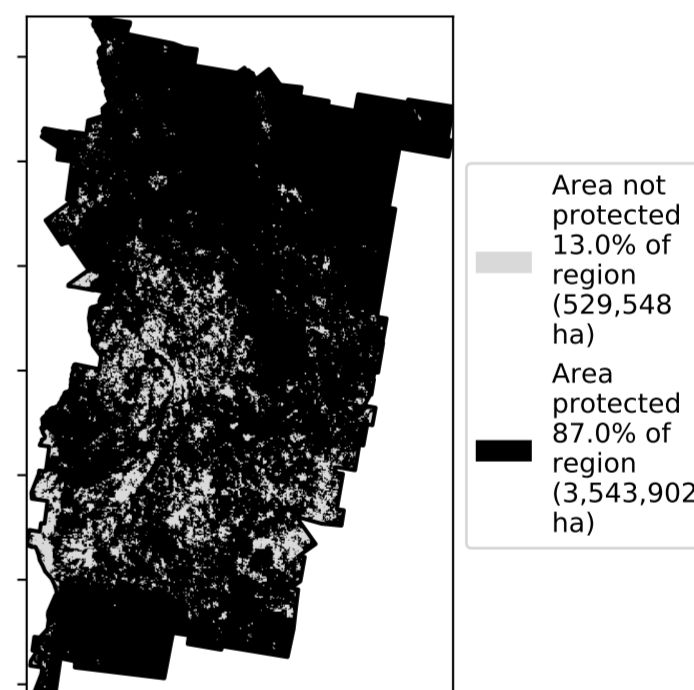 Area not
protected
13.0% of
region
(529,548
ha)
Area
protected
87.0% of
region
(3,543,902
ha)